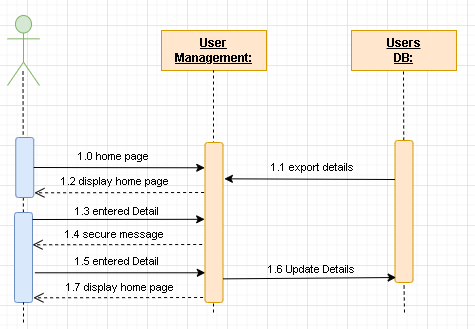 User
Management:
Users
DB:
1.0 home page
1.1 export details
1.2 display home page
1.3 entered Detail
1.4 secure message
1.5 entered Detail
1.6 Update Details
1.7 display home page